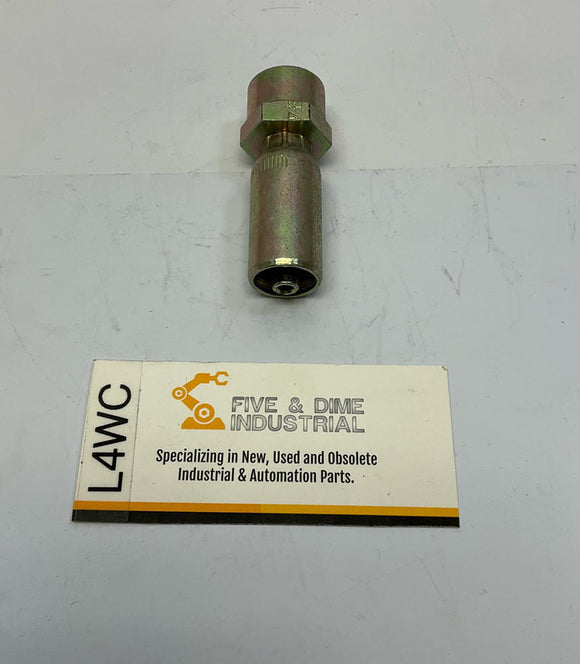 L4WC
FIVE & DIME
INDUSTRIAL
Specializing in New, Used and Obsolete
Industrial & Automation Parts.